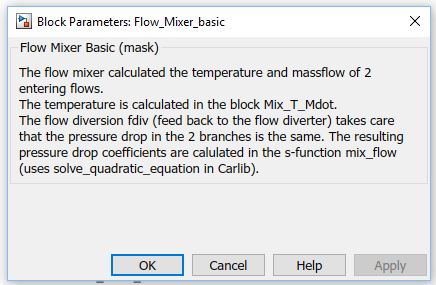 Block Parameters: Flow_Mixer_basic
Flow Mixer Basic (mask)
The flow mixer calculated the temperature and massflow of 2
entering flows.
The temperature is calculated in the block Mix_T_Mdot.
The flow diversion fdiv (feed back to the flow diverter) takes care
that the pressure drop in the 2 branches is the same. The resulting
pressure drop coefficients are calulated in the s-function mix_flow
(uses solve_quadratic_equation in Carlib).
OK Cancel Help Apply